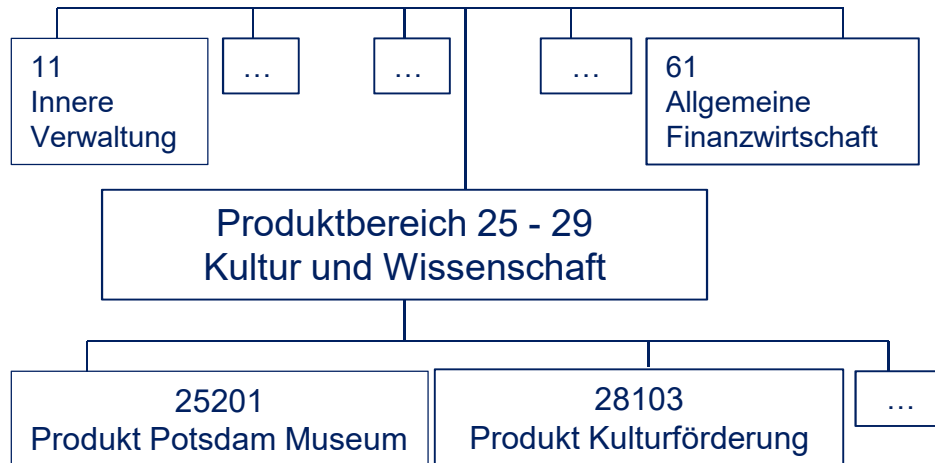 11
Innere
Verwaltung
…
…
…
61
Allgemeine
Finanzwirtschaft
Produktbereich 25 - 29
Kultur und Wissenschaft
25201
Produkt Potsdam Museum
28103
Produkt Kulturförderung
…